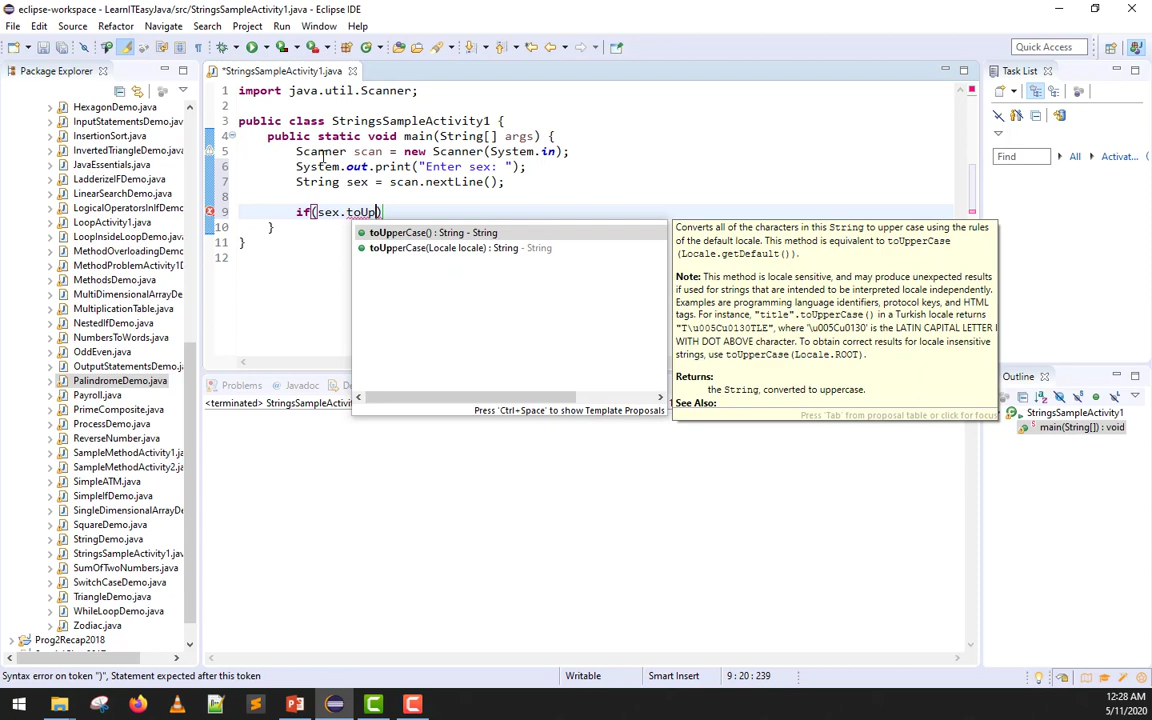 eclipse-workspace - LearnITEasyJava/src/StringsSampleActivity1.java - Eclipse IDE
File Edit Source Refactor Navigate Search Project Run Window Help
Quick Access
Package Explorer
*StringsSampleActivity1.java
Task List
HexagonDemo.java
InputStatementsDemo.java
InsertionSort.java
InvertedTriangleDemo.java
JavaEssentials.java
LadderizeIFDemo.java
LinearSearchDemo.java
LogicalOperatorsInIfDemo
LoopActivity1.java
LoopInsideLoopDemo.java
MethodOverloadingDemo
MethodProblemActivity1D
MethodsDemo.java
MultiDimensionalArrayDe
MultiplicationTable.java
NestedIfDemo.java
NumbersToWords.java
OddEven.java
OutputStatementsDemo.j
PalindromeDemo.java
Payroll.java
PrimeComposite.java
ProcessDemo.java
ReverseNumber.java
SampleMethodActivity1.j
SampleMethodActivity2.j
SimpleATM.java
SimpleIfDemo.java
SingleDimensionalArrayD
SquareDemo.java
StringDemo.java
StringsSampleActivity1.ja
SumOfTwoNumbers.java
SwitchCaseDemo.java
TriangleDemo.java
WhileLoopDemo.java
Zodiac.java
Prog2Recap2018
1 import java.util.Scanner;
2
3 public class StringsSampleActivity1 {
4 public static void main(String[] args) {
5 Scanner scan = new Scanner(System.in);
6 System.out.print("Enter sex: ");
7 String sex = scan.nextLine();
8
9 if(sex.toUp)
10 }
11 }
12
toUpperCase() : String - String
toUpperCase(Locale locale) : String - String
Press 'Ctrl+Space' to show Template Proposals
Converts all of the characters in this String to upper case using the rules
of the default locale. This method is equivalent to toUpperCase
(Locale.getDefault()).
Note: This method is locale sensitive, and may produce unexpected results
if used for strings that are intended to be interpreted locale independently.
Examples are programming language identifiers, protocol keys, and HTML
tags. For instance, "title".toUpperCase() in a Turkish locale returns
"T\u005Cu0130TLE", where '\u005Cu0130' is the LATIN CAPITAL LETTER I
WITH DOT ABOVE character. To obtain correct results for locale insensitive
strings, use toUpperCase(Locale.ROOT).
Returns:
the String, converted to uppercase.
See Also:
Press 'Tab' from proposal table or click for focus
Problems Javadoc De
<terminated> StringsSampleActiv
Find All Activat...
Outline
StringsSampleActivity1
main(String[]) : void
Syntax error on token ")", Statement expected after this token
Writable
Smart Insert
9 : 20 : 239
12:28 AM
5/11/2020